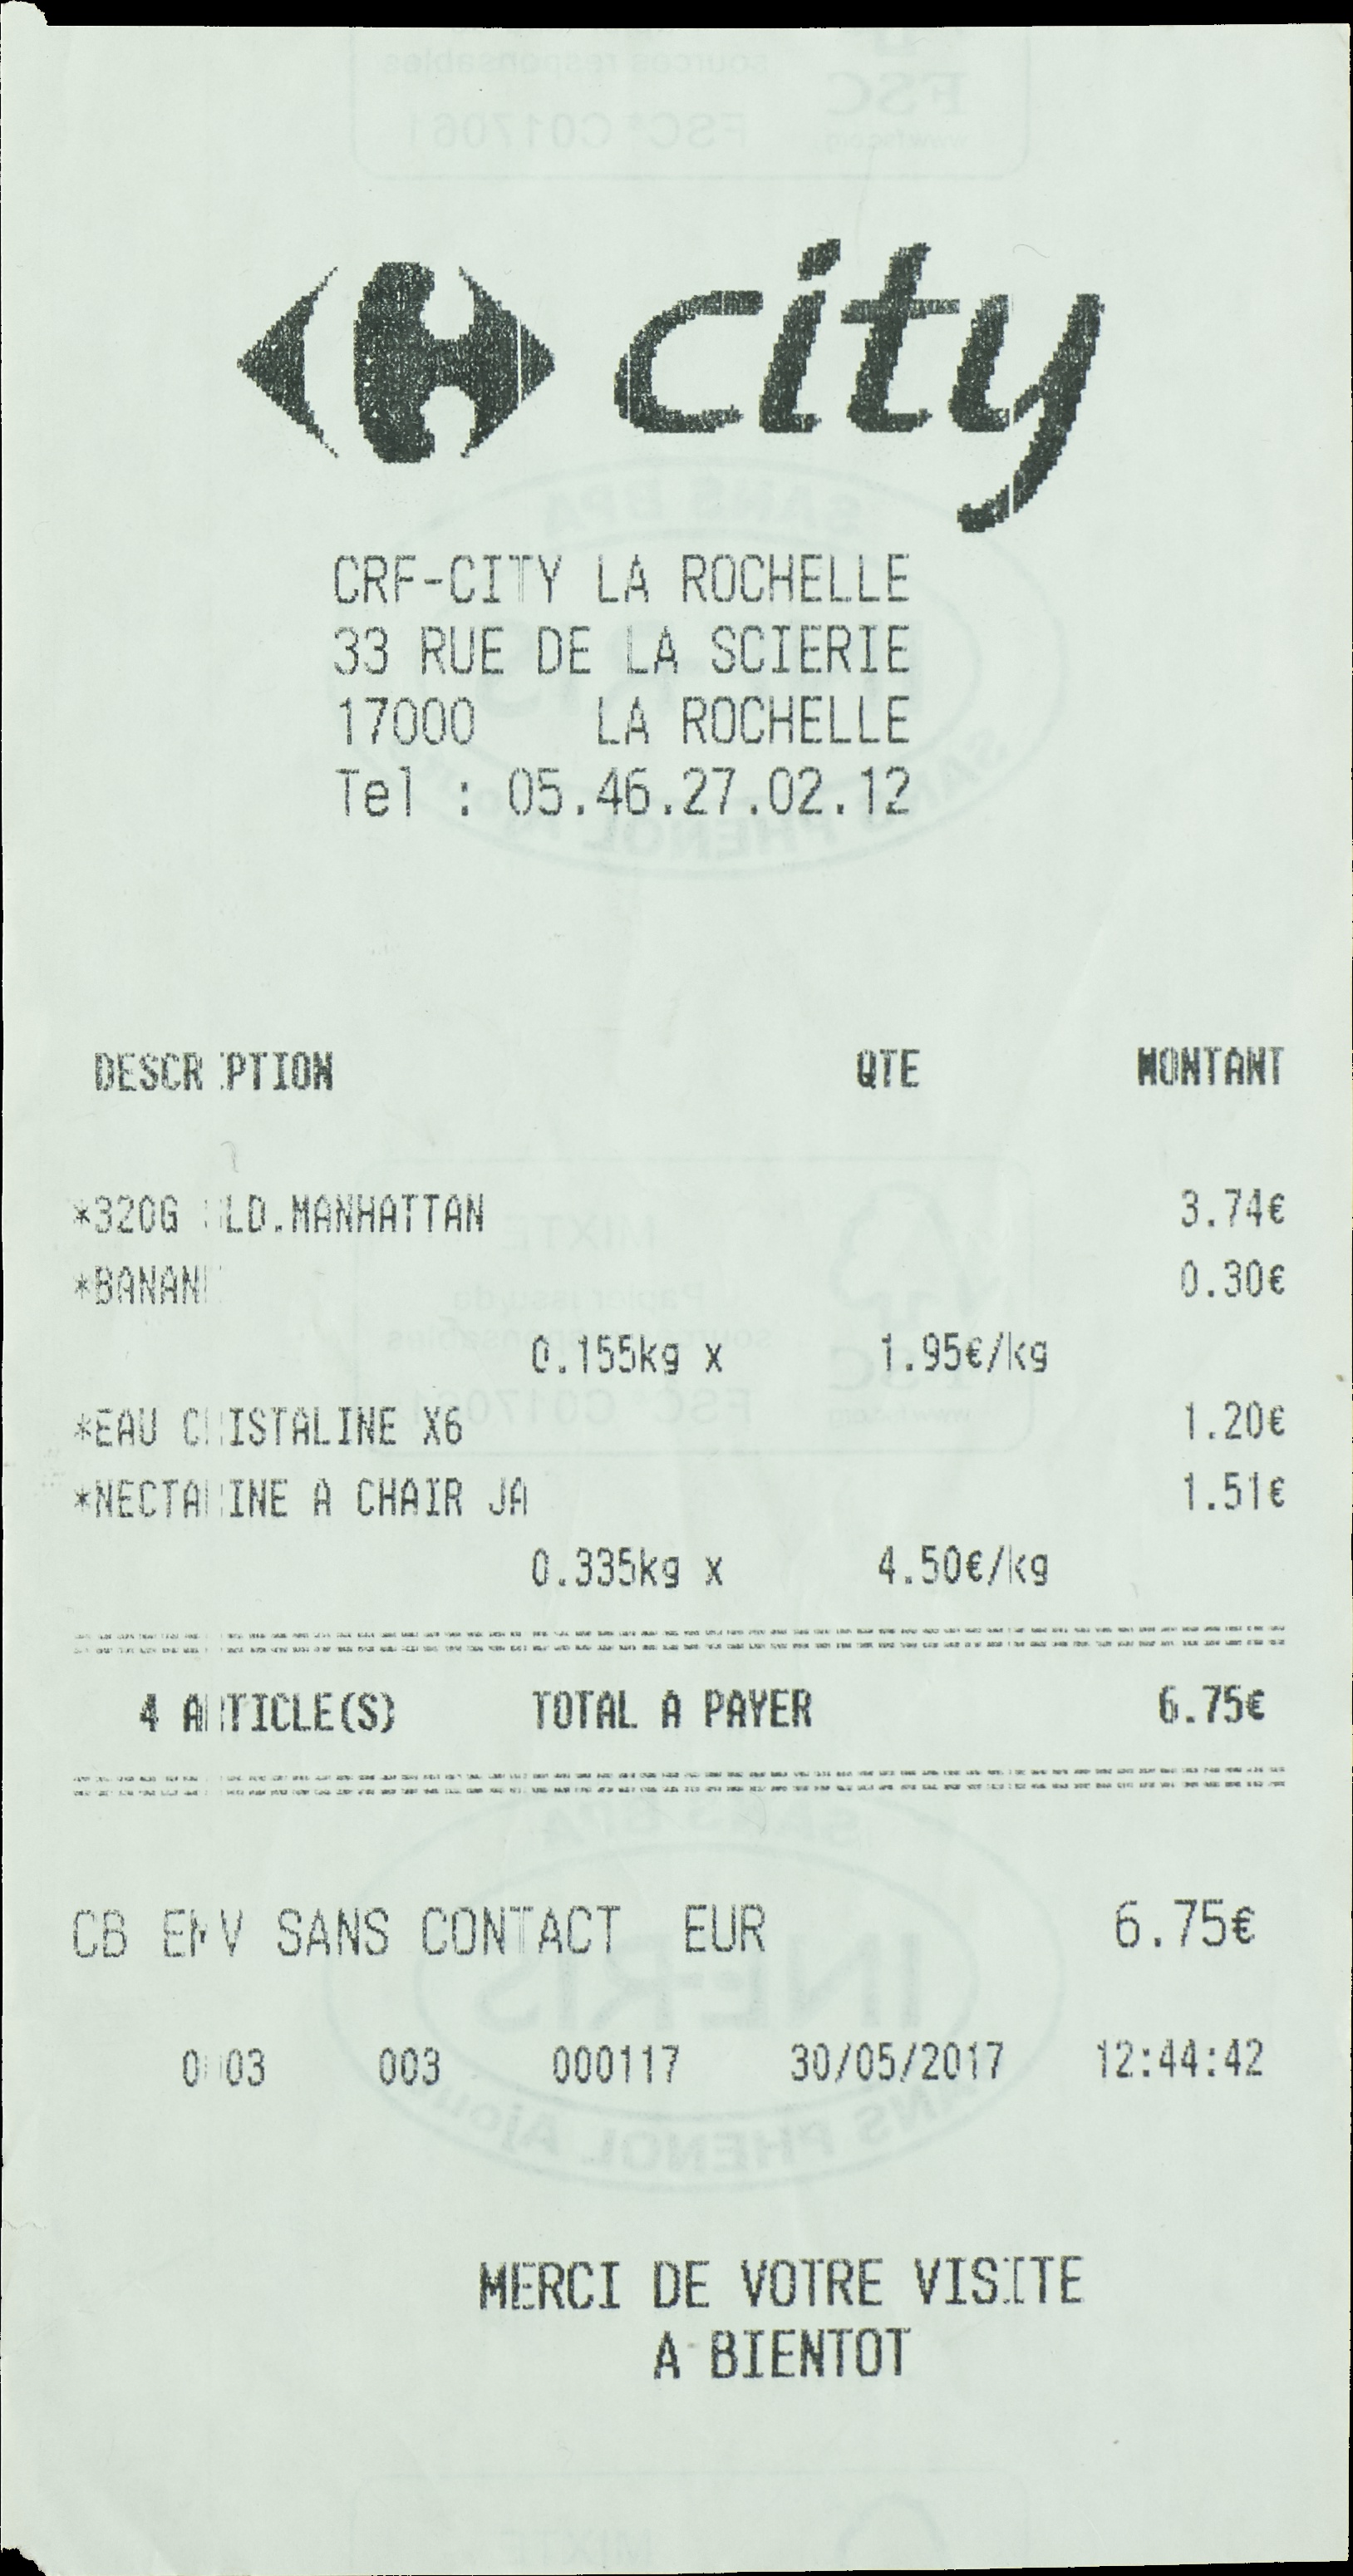 city
CRF-CITY LA ROCHELLE
33 RUE DE LA SCIERIE
17000 LA ROCHELLE
Tel : 05.46.27.02.12
DESCRIPTION QTE MONTANT
*320G SLD.MANHATTAN 3.74€
*BANANE 0.30€
0.155kg x 1.95€/kg
*EAU CRISTALINE X6 1.20€
*NECTARINE A CHAIR JA 1.51€
0.335kg x 4.50€/kg
4 ARTICLE(S) TOTAL A PAYER 6.75€
CB EMV SANS CONTACT EUR 6.75€
0003 003 000117 30/05/2017 12:44:42
MERCI DE VOTRE VISITE
A BIENTOT